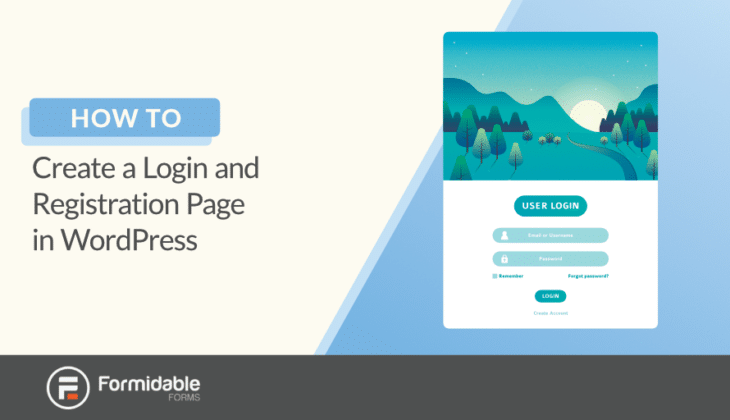 HOW TO
Create a Login and
Registration Page
in WordPress
USER LOGIN
Email or Username
Password
Remember
Forgot password?
LOGIN
Create Account
Formidable
FORMS